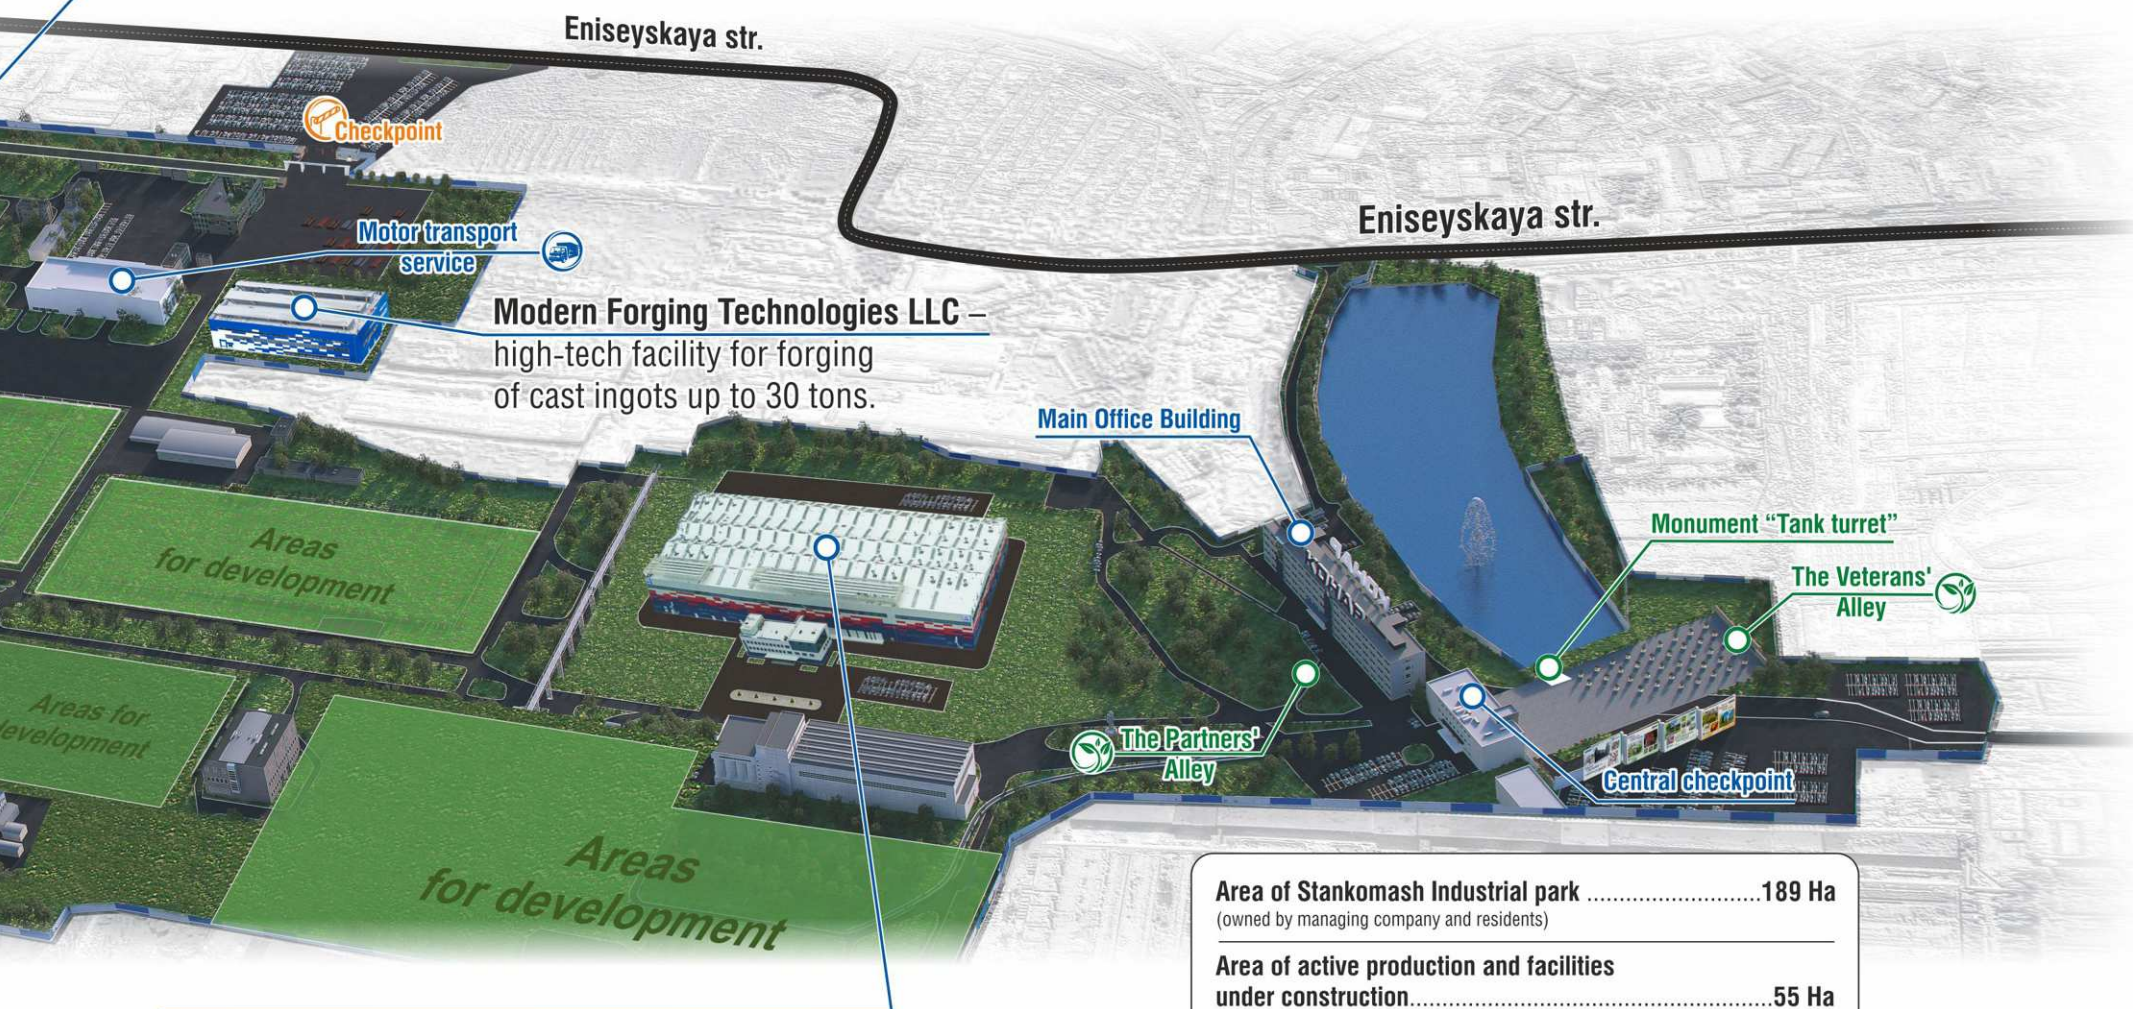 Eniseyskaya str.
Checkpoint
Eniseyskaya str.
Motor transport
service
Modern Forging Technologies LLC –
high-tech facility for forging
of cast ingots up to 30 tons.
Main Office Building
Monument “Tank turret”
The Veterans'
Alley
Areas
for development
КОНАР
Areas for
development
The Partners'
Alley
Central checkpoint
Areas
for development
Area of Stankomash Industrial park ...........................189 Ha
(owned by managing company and residents)
Area of active production and facilities
under construction.........................................................55 Ha